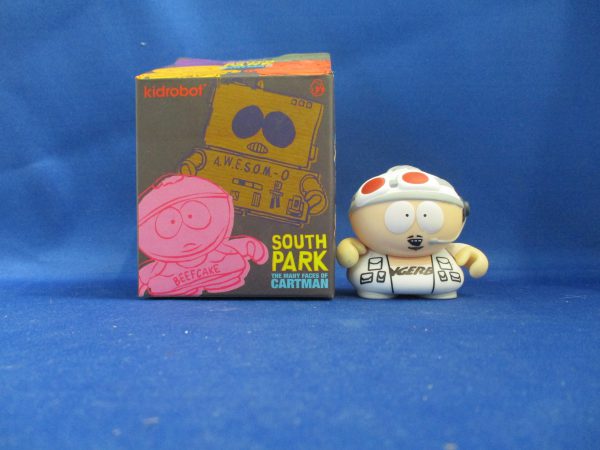 kidrobot
A.W.E.S.O.M-O
BEEFCAKE
SOUTH
PARK
THE MANY FACES OF
CARTMAN